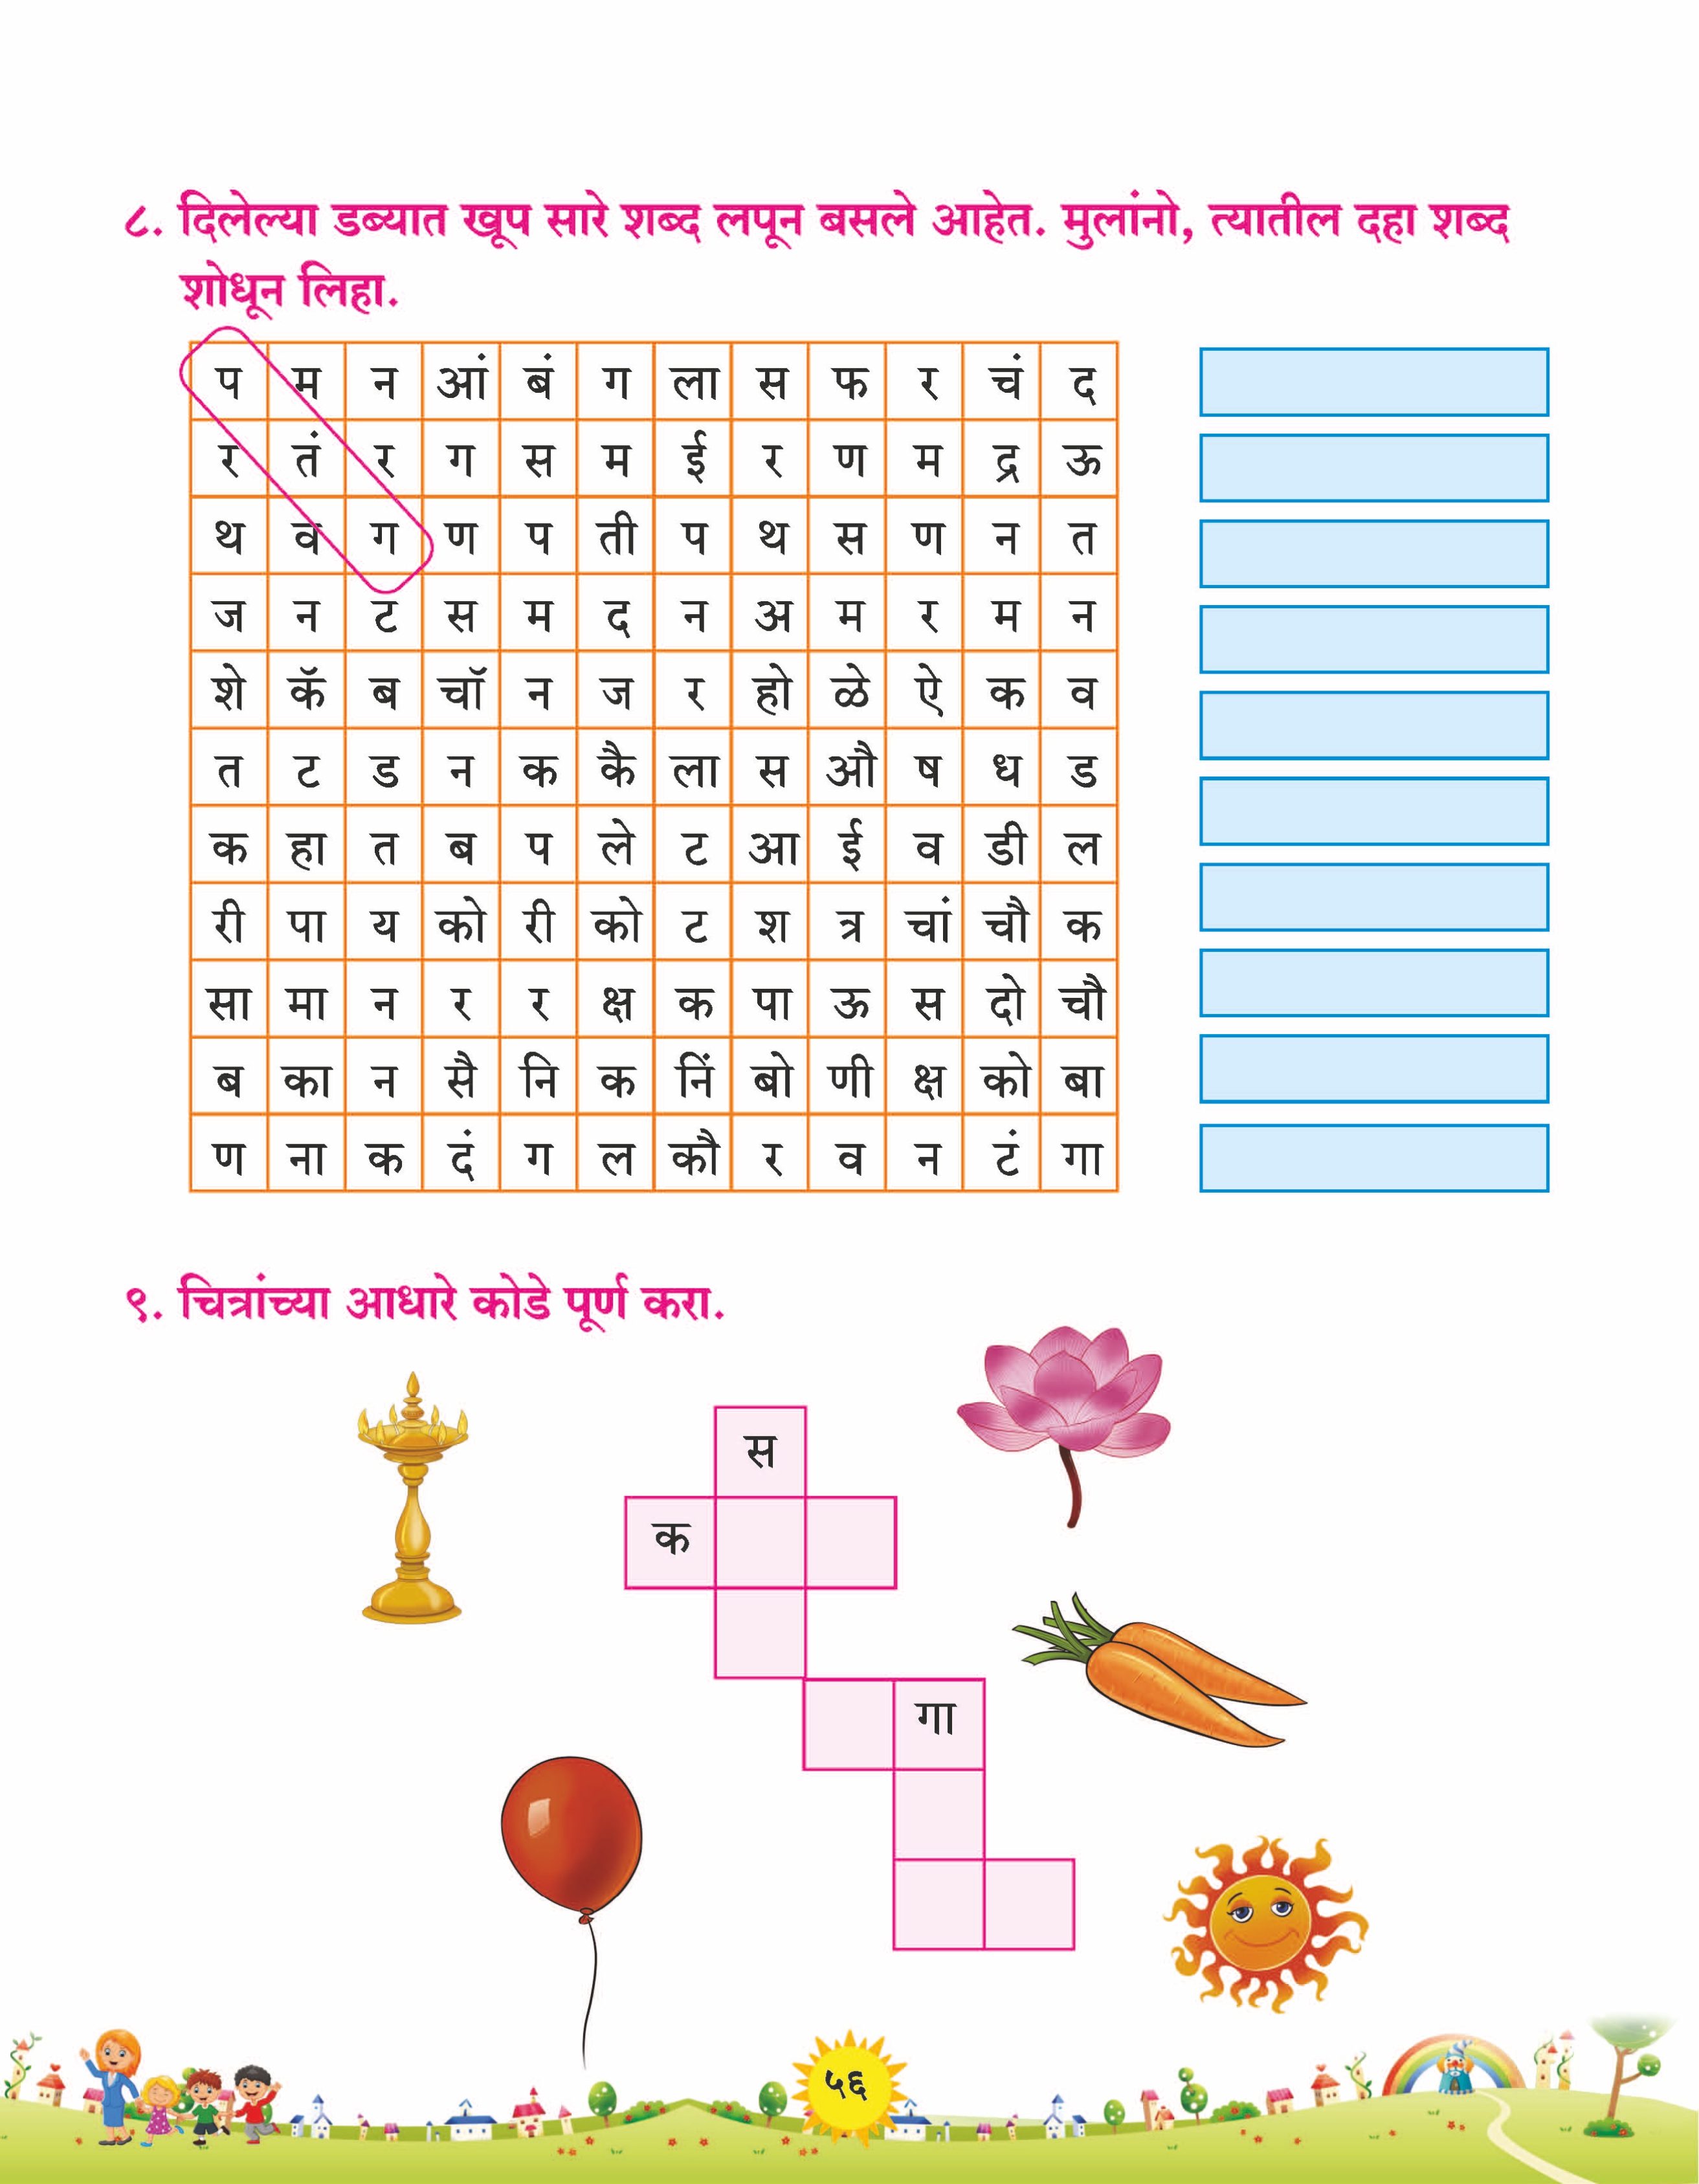 ८. दिलेल्या डब्यात खूप सारे शब्द लपून बसले आहेत. मुलांनो, त्यातील दहा शब्द
शोधून लिहा.
प म न आं बं ग ला स फ र चं द
र तं र ग स म ई र ण म द्र ऊ
थ व ग ण प ती प थ स ण न त
ज न ट स म द न अ म र म न
शे कॅ ब चॉ न ज र हो ळे ऐ क व
त ट ड न क कै ला स औ ष ध ड
क हा त ब प ले ट आ ई व डी ल
री पा य को री को ट श त्र चां चौ क
सा मा न र र क्ष क पा ऊ स दो चौ
ब का न सै नि क निं बो णी क्ष को बा
ण ना क दं ग ल कौ र व न टं गा
९. चित्रांच्या आधारे कोडे पूर्ण करा.
स
क
गा
५६